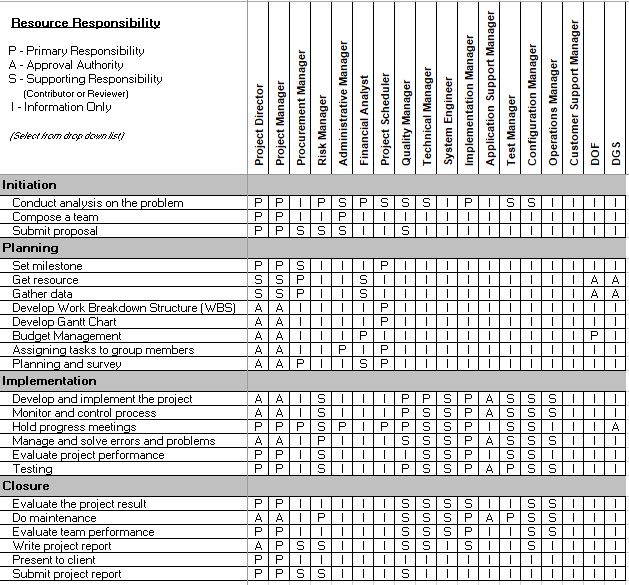 Resource Responsibility
P - Primary Responsibility
A - Approval Authority
S - Supporting Responsibility
(Contributor or Reviewer)
I - Information Only
(Select from drop down list)
Project Director
Project Manager
Procurement Manager
Risk Manager
Administrative Manager
Financial Analyst
Project Scheduler
Quality Manager
Technical Manager
System Engineer
Implementation Manager
Application Support Manager
Test Manager
Configuration Manager
Operations Manager
Customer Support Manager
DOF
DGS
Initiation
Conduct analysis on the problem P P I P S P S S S I P I S S I I I I
Compose a team P P I I P I I I I I I I I I I I I I
Submit proposal P P S S S I I S I I I I I I I I I I
Planning
Set milestone P P S I I I P I I I I I I I I I I I
Get resource S S P I I S I I I I I I I I I I A A
Gather data S S P I I S I I I I I I I I I I A A
Develop Work Breakdown Structure (WBS) A A I I I I P I I I I I I I I I I I
Develop Gantt Chart A A I I I I P I I I I I I I I I I I
Budget Management A A I I I P I I I I I I I I I I P I
Assigning tasks to group members A A I I P I P I I I I I I I I I I I
Planning and survey A A P I I S P I I I I I I I I I I I
Implementation
Develop and implement the project A A I S I I I P P S P A S S S I I I
Monitor and control process A A I S I I I P S S P A S S S I I I
Hold progress meetings P P P S P I P P S S P I S S I I I A
Manage and solve errors and problems A A I P I I I S S S P A S S S I I I
Evaluate project performance P P I S I I I I S S P I S S I I I I
Testing P P I S I I I P S S P A P S S I I I
Closure
Evaluate the project result P P I I I I I S S S S I I S S I I I
Do maintenance A A I P I I I S S S P A P S S I I I
Evaluate team performance P P I I I I I S S S P I I S S I I I
Write project report A P S S I I I S S I S I I S I I I I
Present to client P P I I I I I I I I I I I I I I I I
Submit project report P P S S I I I S I I I I I I I I I I